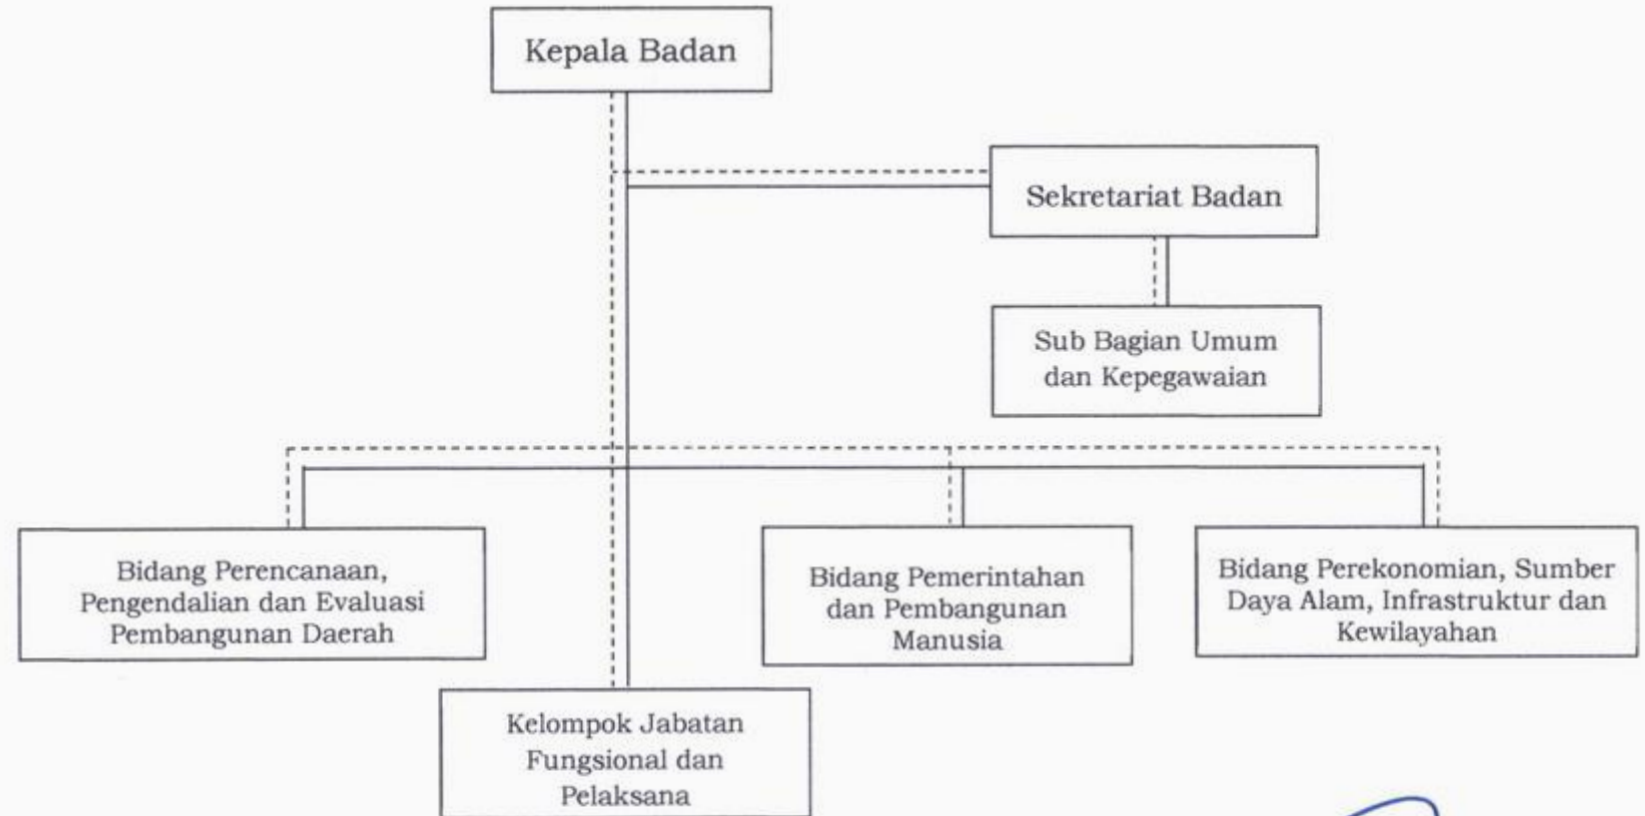 Kepala Badan
Sekretariat Badan
Sub Bagian Umum
dan Kepegawaian
Bidang Perencanaan,
Pengendalian dan Evaluasi
Pembangunan Daerah
Bidang Pemerintahan
dan Pembangunan
Manusia
Bidang Perekonomian, Sumber
Daya Alam, Infrastruktur dan
Kewilayahan
Kelompok Jabatan
Fungsional dan
Pelaksana